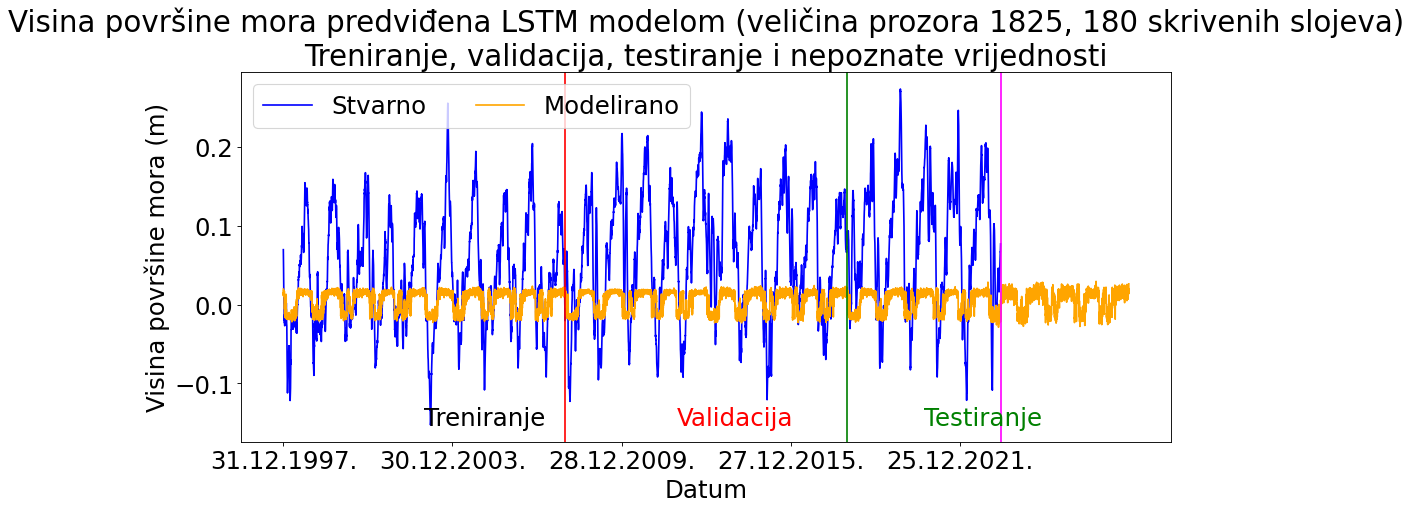 Visina površine mora predviđena LSTM modelom (veličina prozora 1825, 180 skrivenih slojeva)
Treniranje, validacija, testiranje i nepoznate vrijednosti
Stvarno
Modelirano
Visina površine mora (m)
0.2
0.1
0.0
−0.1
Treniranje
Validacija
Testiranje
31.12.1997.
30.12.2003.
28.12.2009.
27.12.2015.
25.12.2021.
Datum